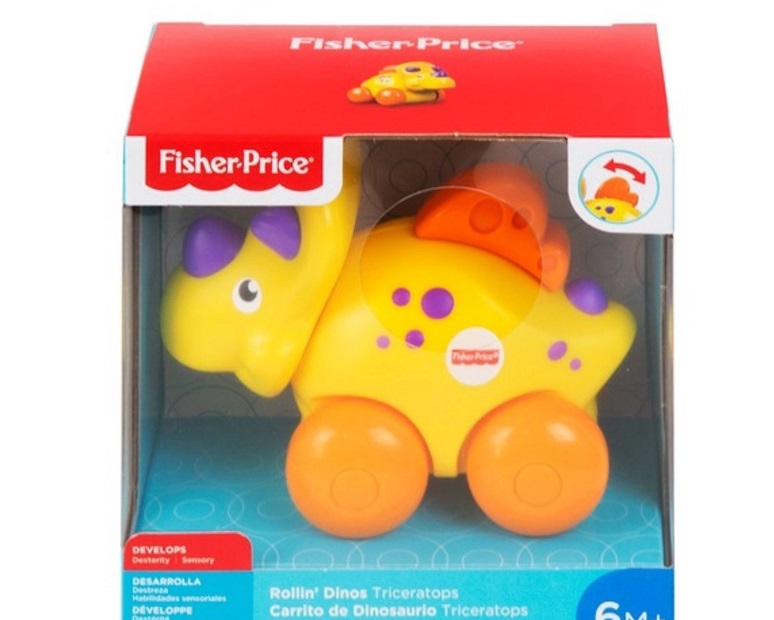 Fisher-Price®
Fisher-Price®
Fisher-Price®
DEVELOPS
Dexterity | Sensory
DESARROLLA
Destreza
Habilidades sensoriales
DÉVELOPPE
Dextérité
Rollin' Dinos Triceratops
Carrito de Dinosaurio Triceratops
6M+